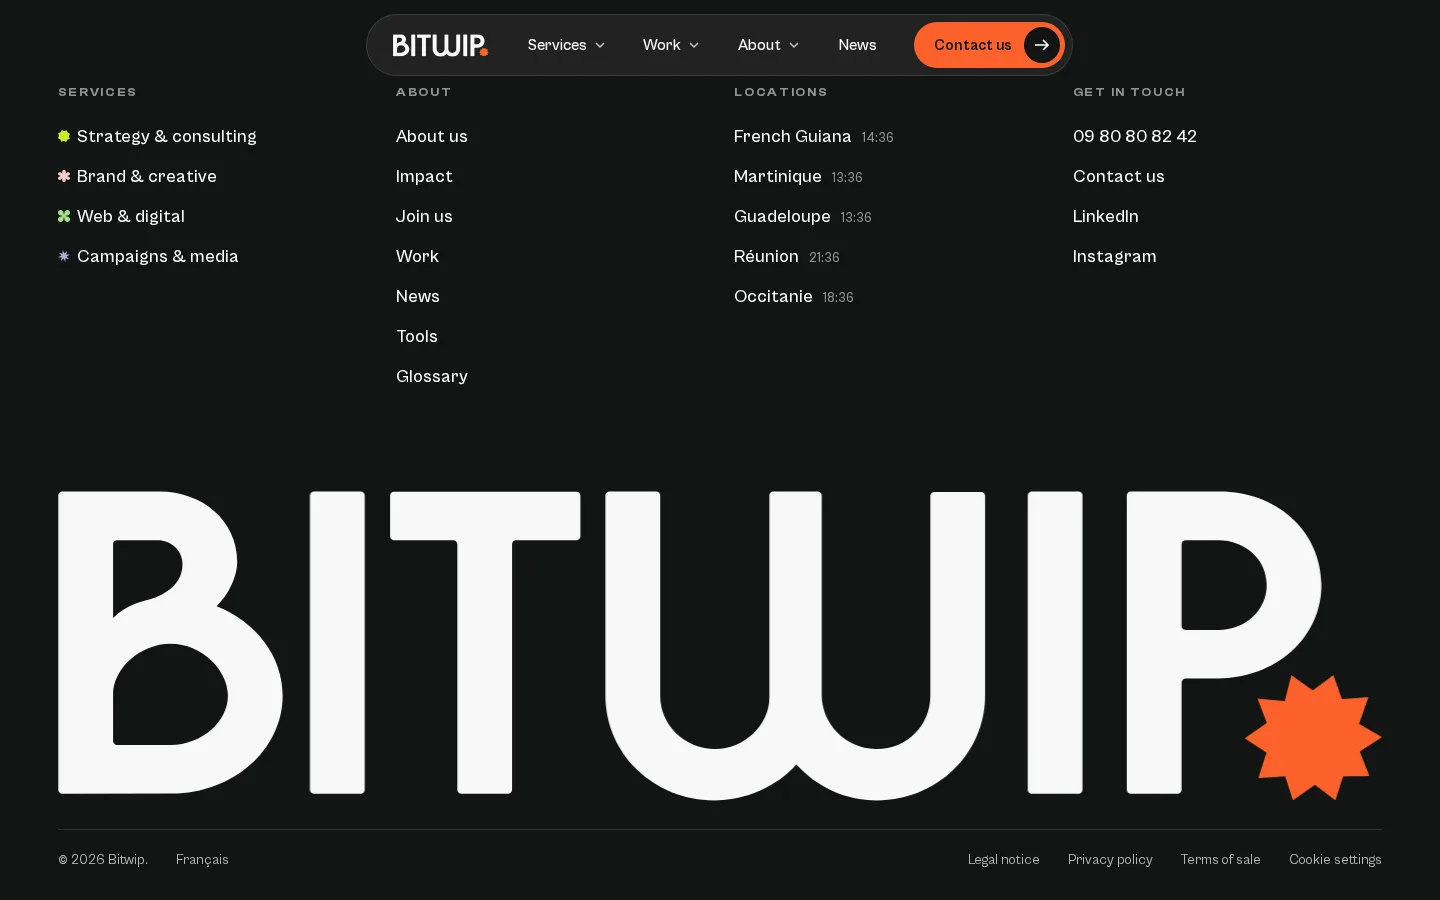 BITWIP.
Services
Work
About
News
Contact us
SERVICES
Strategy & consulting
Brand & creative
Web & digital
Campaigns & media
ABOUT
About us
Impact
Join us
Work
News
Tools
Glossary
LOCATIONS
French Guiana 14:36
Martinique 13:36
Guadeloupe 13:36
Réunion 21:36
Occitanie 18:36
GET IN TOUCH
09 80 80 82 42
Contact us
LinkedIn
Instagram
BITWIP.
© 2026 Bitwip. Français
Legal notice Privacy policy Terms of sale Cookie settings